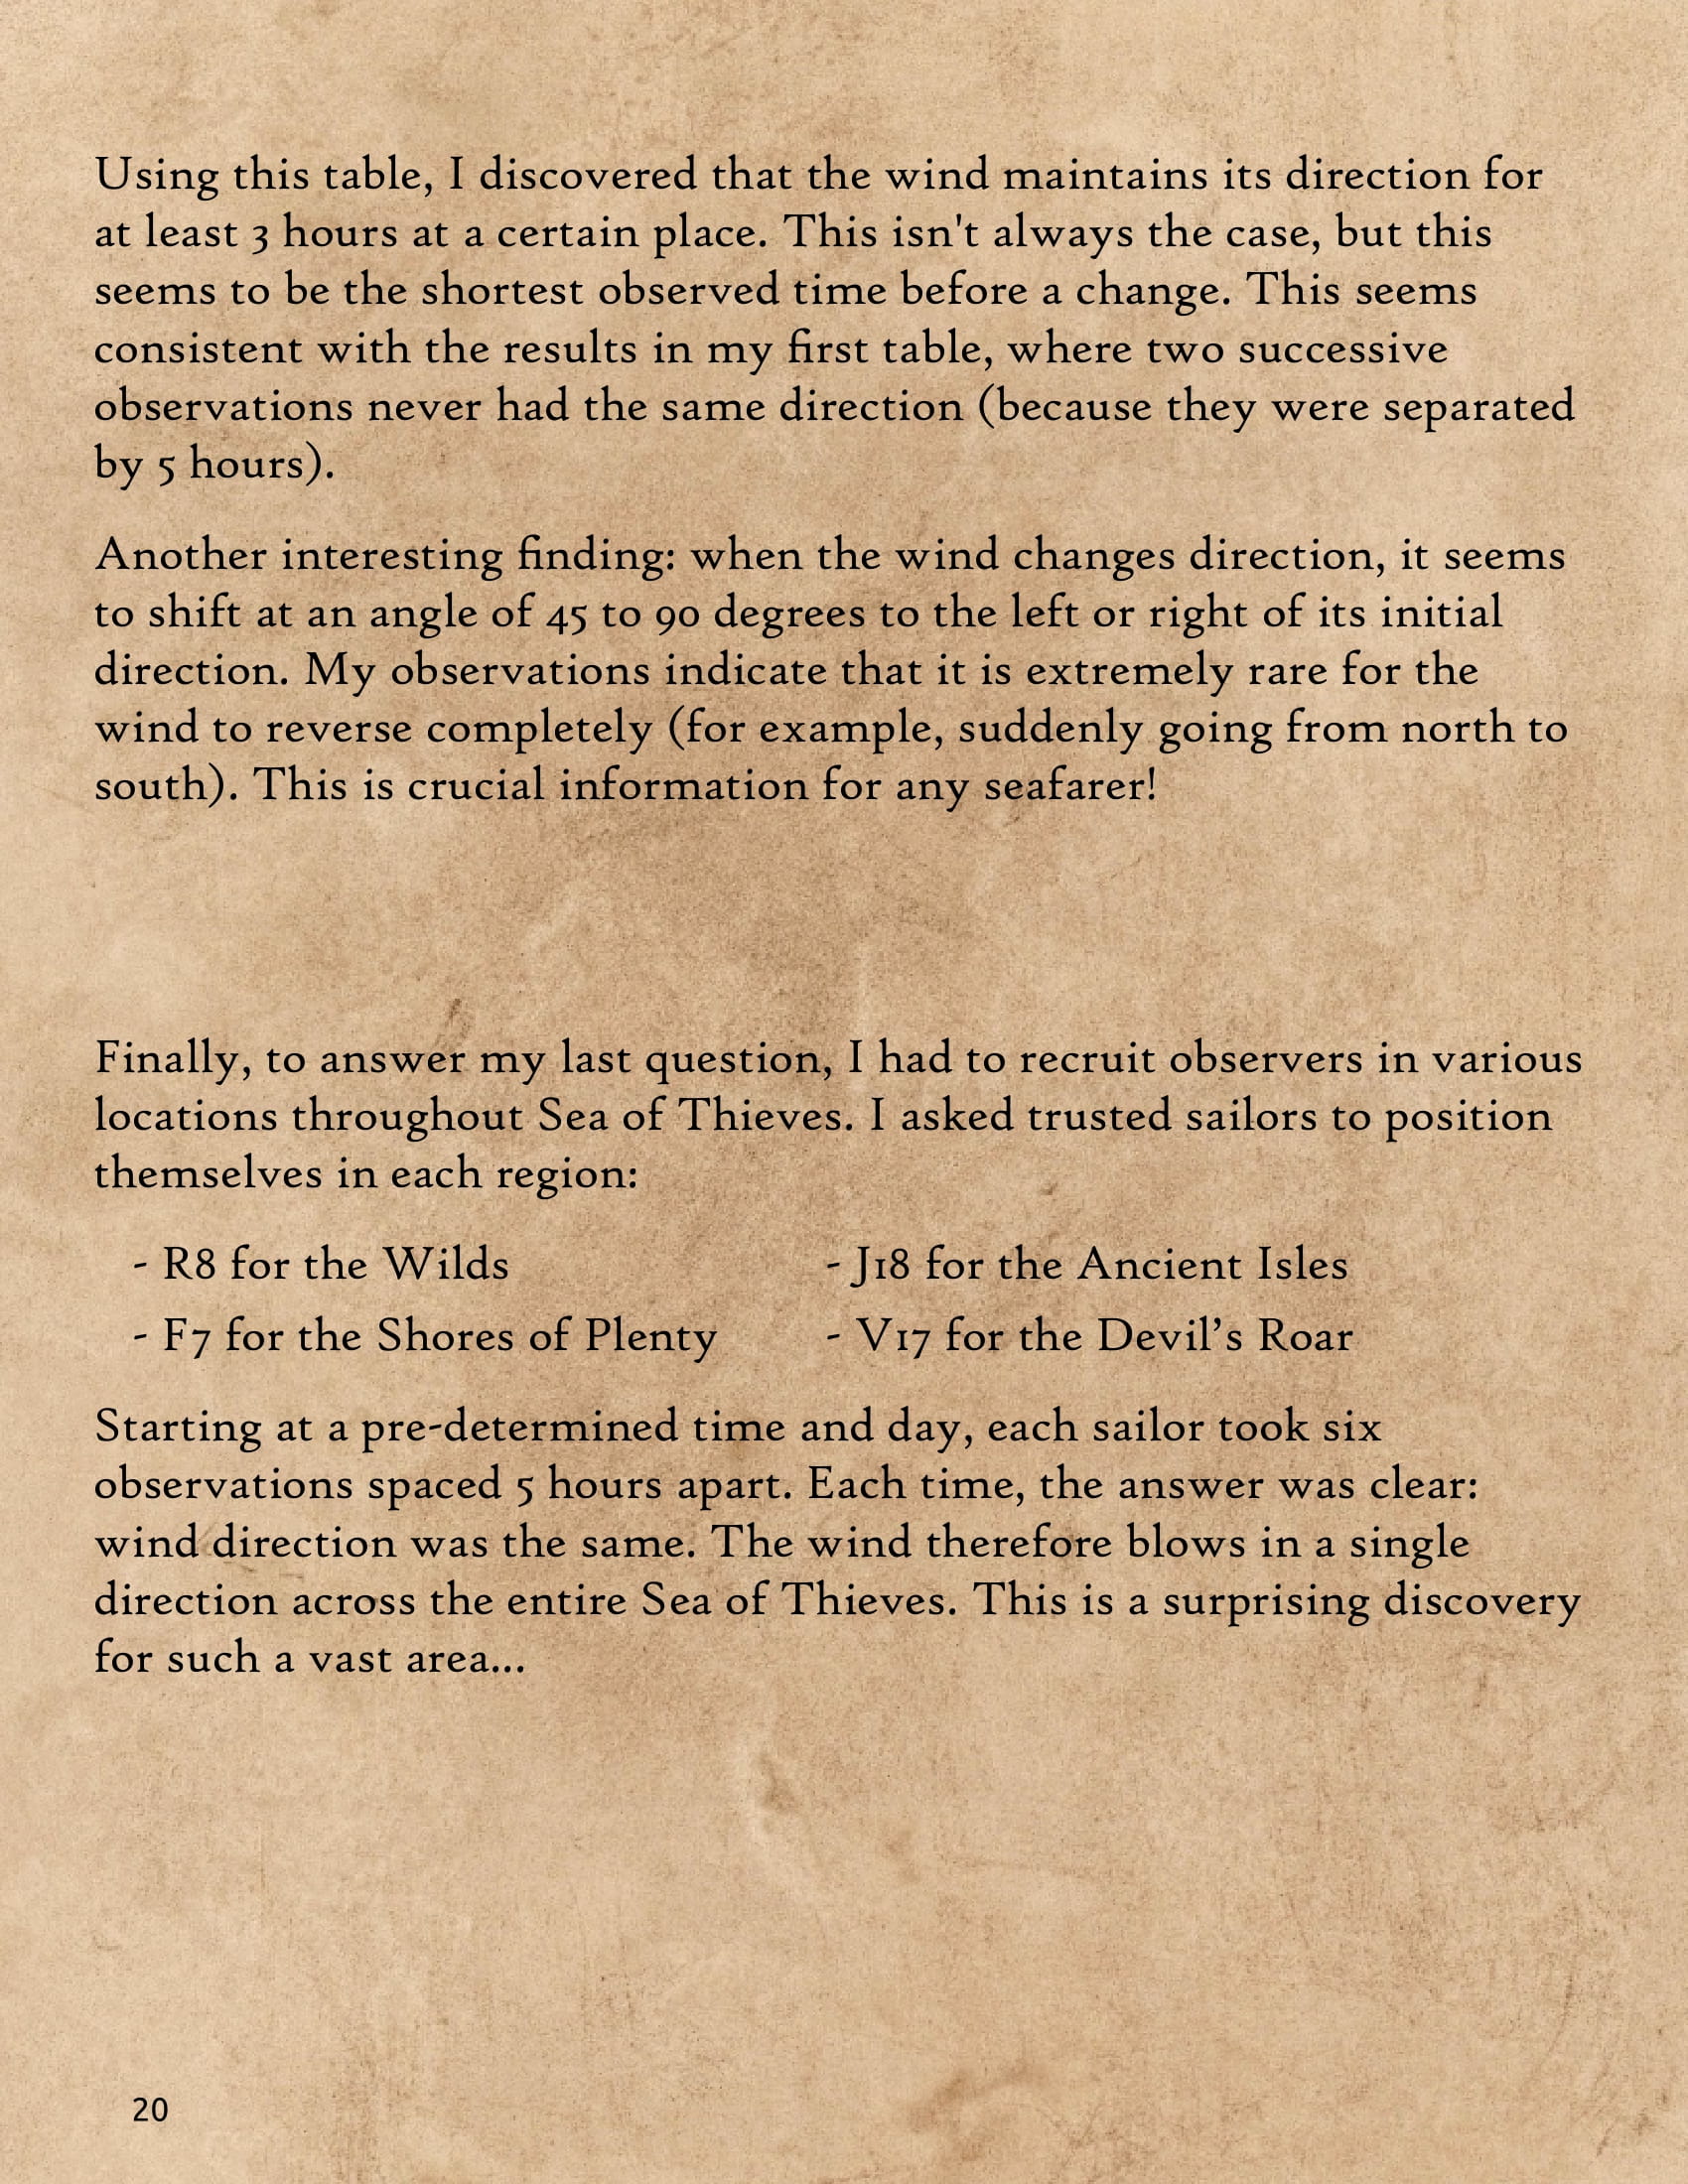 Using this table, I discovered that the wind maintains its direction for
at least 3 hours at a certain place. This isn't always the case, but this
seems to be the shortest observed time before a change. This seems
consistent with the results in my first table, where two successive
observations never had the same direction (because they were separated
by 5 hours).
Another interesting finding: when the wind changes direction, it seems
to shift at an angle of 45 to 90 degrees to the left or right of its initial
direction. My observations indicate that it is extremely rare for the
wind to reverse completely (for example, suddenly going from north to
south). This is crucial information for any seafarer!
Finally, to answer my last question, I had to recruit observers in various
locations throughout Sea of Thieves. I asked trusted sailors to position
themselves in each region:
- R8 for the Wilds
- F7 for the Shores of Plenty
- J18 for the Ancient Isles
- V17 for the Devil’s Roar
Starting at a pre-determined time and day, each sailor took six
observations spaced 5 hours apart. Each time, the answer was clear:
wind direction was the same. The wind therefore blows in a single
direction across the entire Sea of Thieves. This is a surprising discovery
for such a vast area...
20